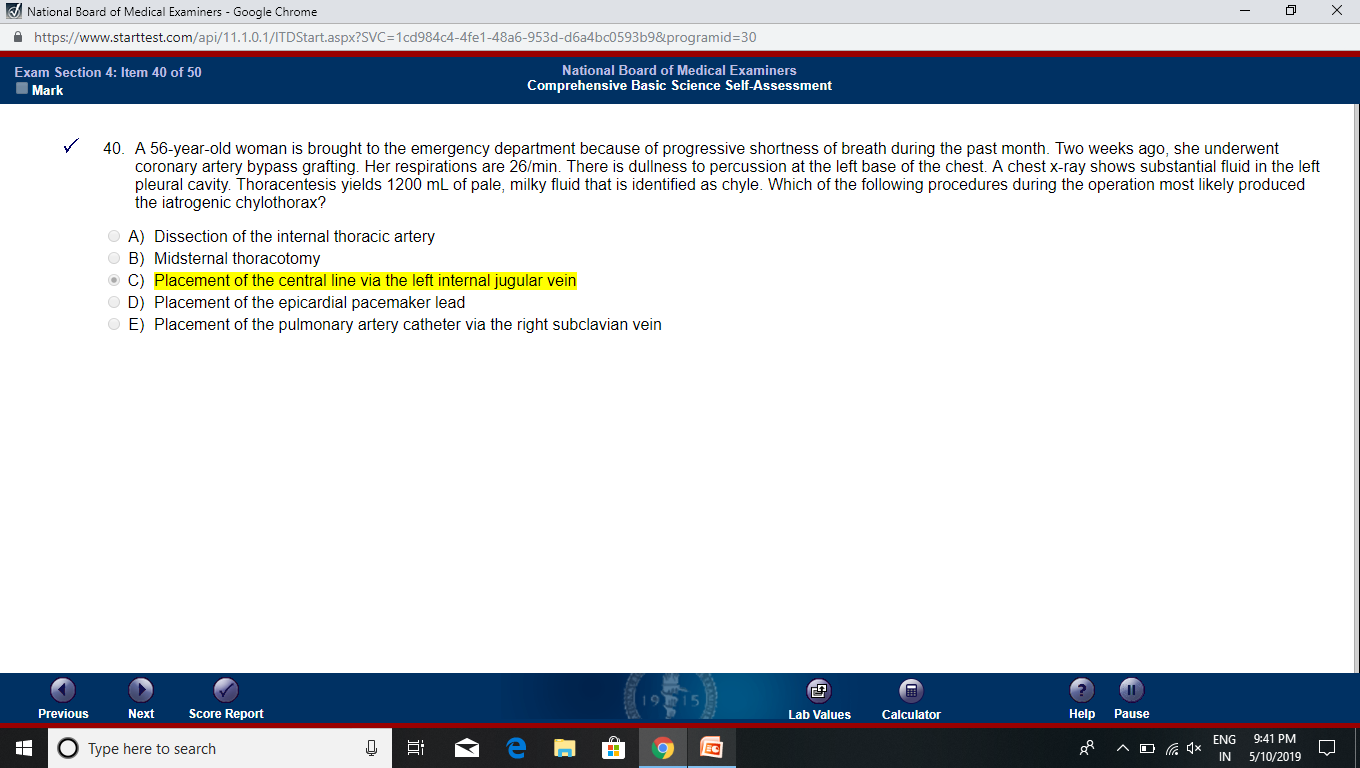 National Board of Medical Examiners - Google Chrome
https://www.starttest.com/api/11.1.0.1/ITDStart.aspx?SVC=1cd984c4-4fe1-48a6-953d-d6a4bc0593b9&programid=30
Exam Section 4: Item 40 of 50
National Board of Medical Examiners
Mark
Comprehensive Basic Science Self-Assessment
40. A 56-year-old woman is brought to the emergency department because of progressive shortness of breath during the past month. Two weeks ago, she underwent
coronary artery bypass grafting. Her respirations are 26/min. There is dullness to percussion at the left base of the chest. A chest x-ray shows substantial fluid in the left
pleural cavity. Thoracentesis yields 1200 mL of pale, milky fluid that is identified as chyle. Which of the following procedures during the operation most likely produced
the iatrogenic chylothorax?
A) Dissection of the internal thoracic artery
B) Midsternal thoracotomy
C) Placement of the central line via the left internal jugular vein
D) Placement of the epicardial pacemaker lead
E) Placement of the pulmonary artery catheter via the right subclavian vein
19 15
Previous Next Score Report Lab Values Calculator Help Pause
Type here to search
ENG 9:41 PM
IN 5/10/2019